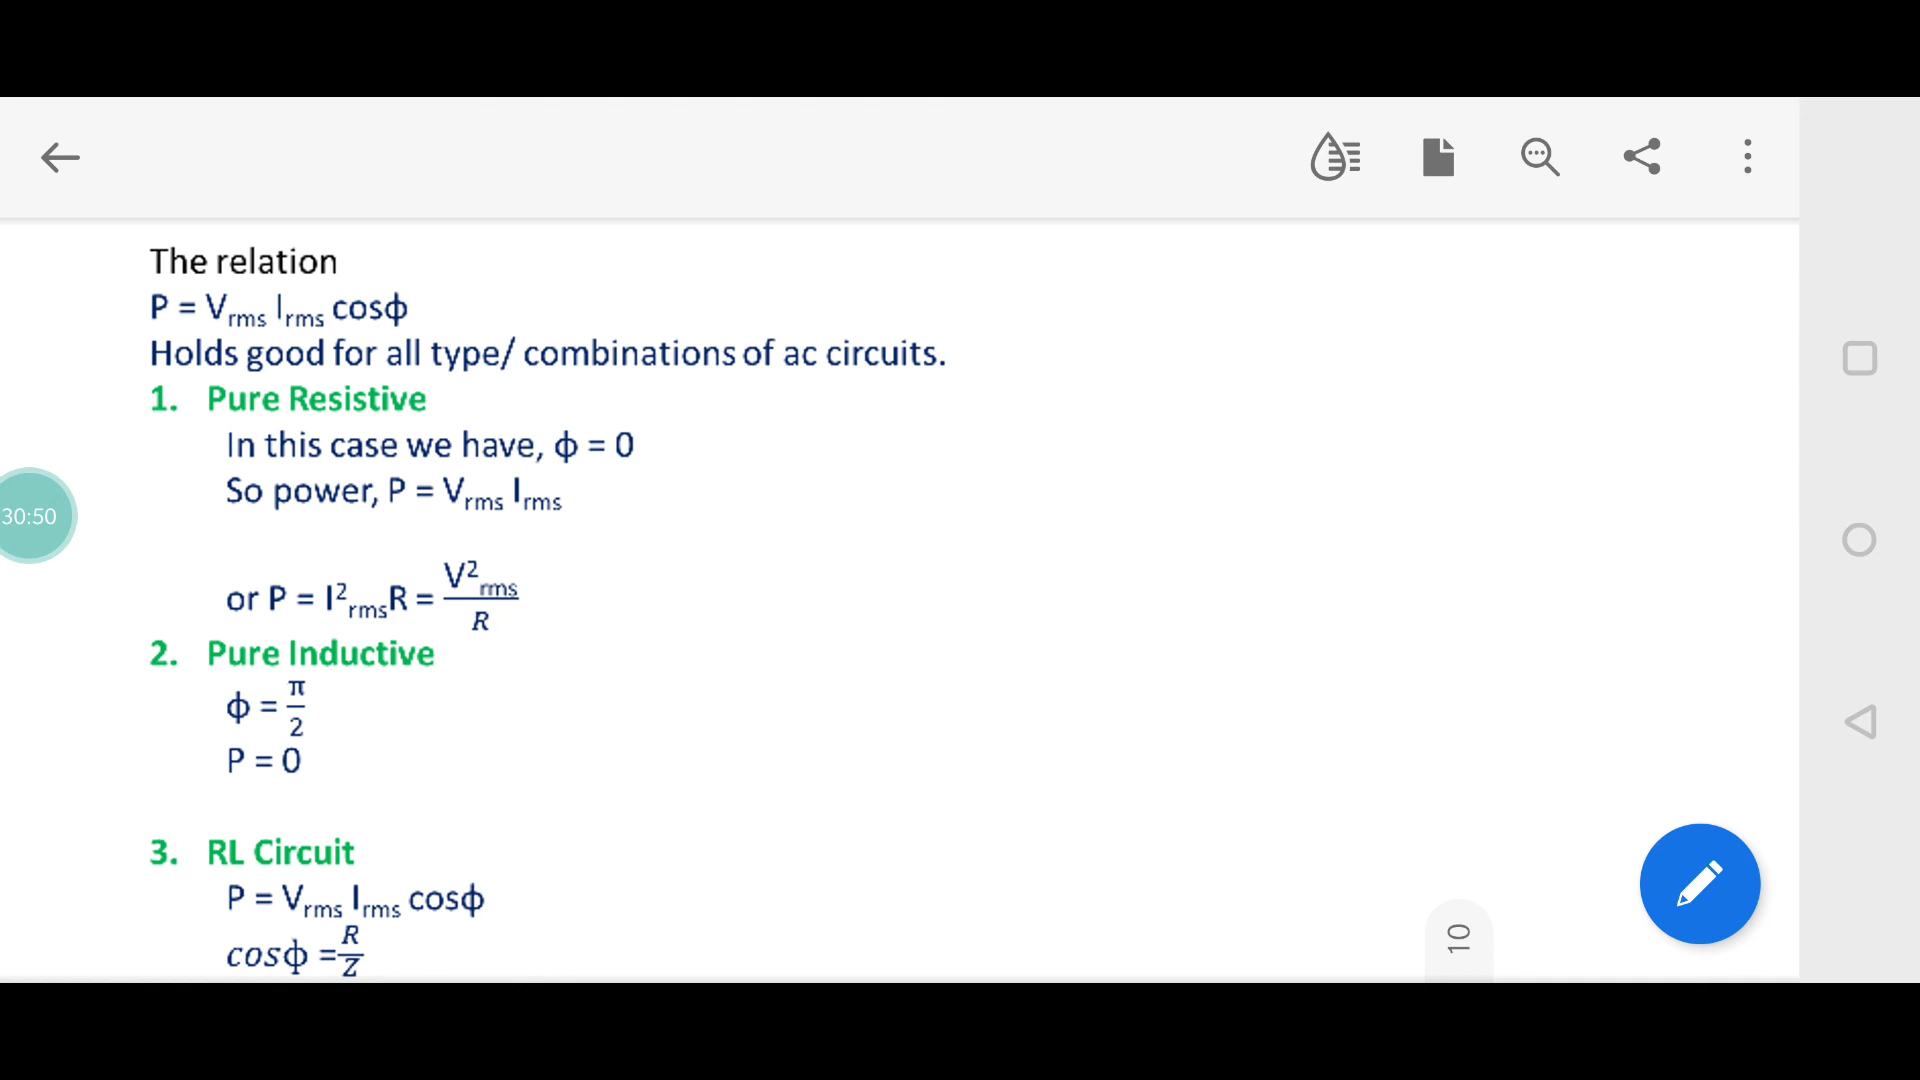 The relation
P = Vrms Irms cosϕ
Holds good for all type/ combinations of ac circuits.
1. Pure Resistive
In this case we have, ϕ = 0
So power, P = Vrms Irms
30:50
or P = I²rmsR = V²rms/R
2. Pure Inductive
ϕ = π/2
P = 0
3. RL Circuit
P = Vrms Irms cosϕ
cosϕ = R/Z
10